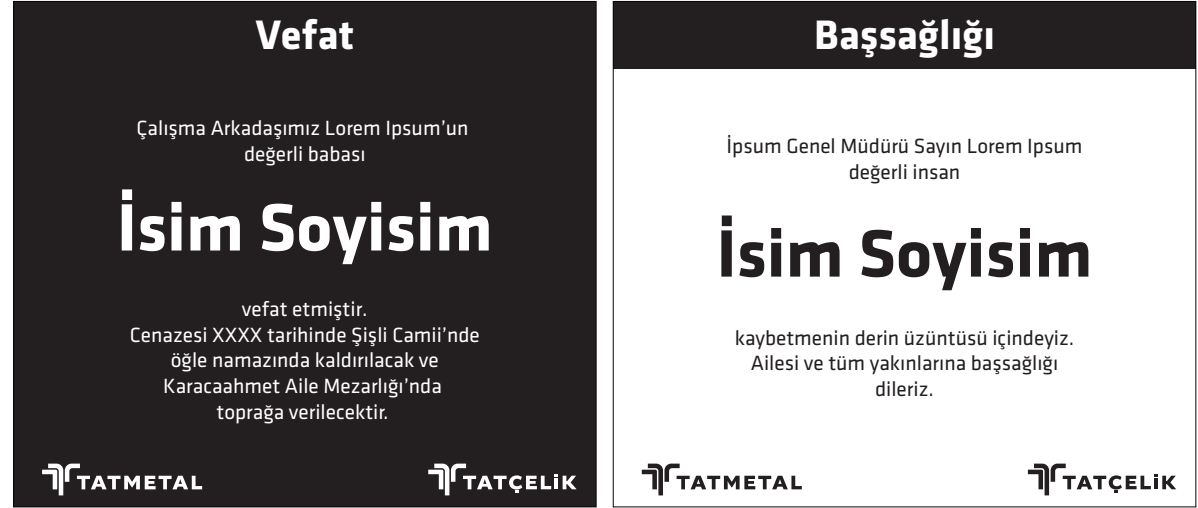 Vefat
Çalışma Arkadaşımız Lorem Ipsum'un
değerli babası
İsim Soyisim
vefat etmiştir.
Cenazesi XXXX tarihinde Şişli Camii'nde
öğle namazında kaldırılacak ve
Karacaahmet Aile Mezarlığı'nda
toprağa verilecektir.
TATMETAL
TATÇELİK
Başsağlığı
İpsum Genel Müdürü Sayın Lorem Ipsum
değerli insan
İsim Soyisim
kaybetmenin derin üzüntüsü içindeyiz.
Ailesi ve tüm yakınlarına başsağlığı
dileriz.
TATMETAL
TATÇELİK